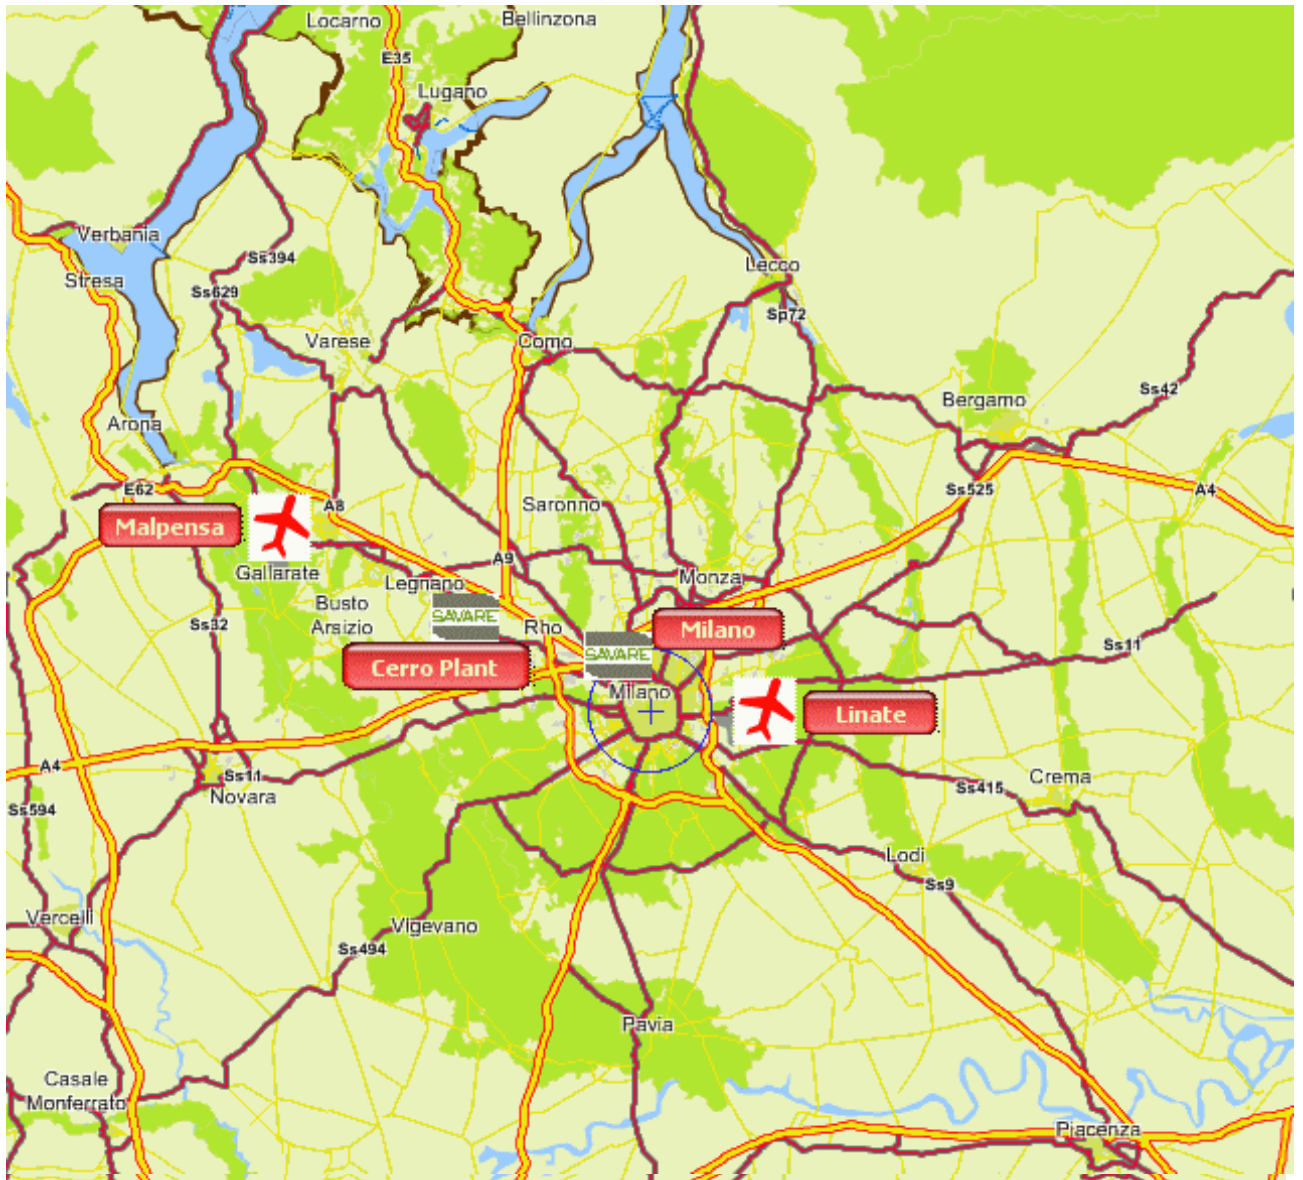 Locarno
Bellinzona
E35
Lugano
Verbania
Ss394
Stresa
Lecco
Ss629
Sp72
Varese
Como
Ss42
Bergamo
Arona
E62
Ss525
A4
A8
Saronno
Malpensa
A9
Gallarate
Legnano
Monza
Busto
Arsizio
SAVARE
Rho
Ss32
Milano
Ss11
SAVARE
Cerro Plant
Milano
Linate
A4
Ss11
Novara
Crema
Ss415
Ss594
Lodi
Ss9
Vercelli
Vigevano
Ss494
Pavia
Casale
Monferrato
Piacenza